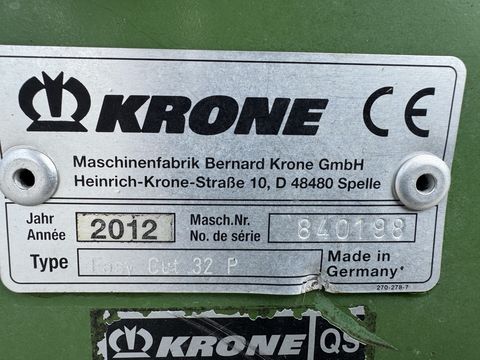 KRONE CE
Maschinenfabrik Bernard Krone GmbH
Heinrich-Krone-Straße 10, D 48480 Spelle
Jahr
Année
2012
Masch.Nr.
No. de série
840198
Type
Easy Cut 32 P
Made in
Germany
270-278-7
KRONE QS